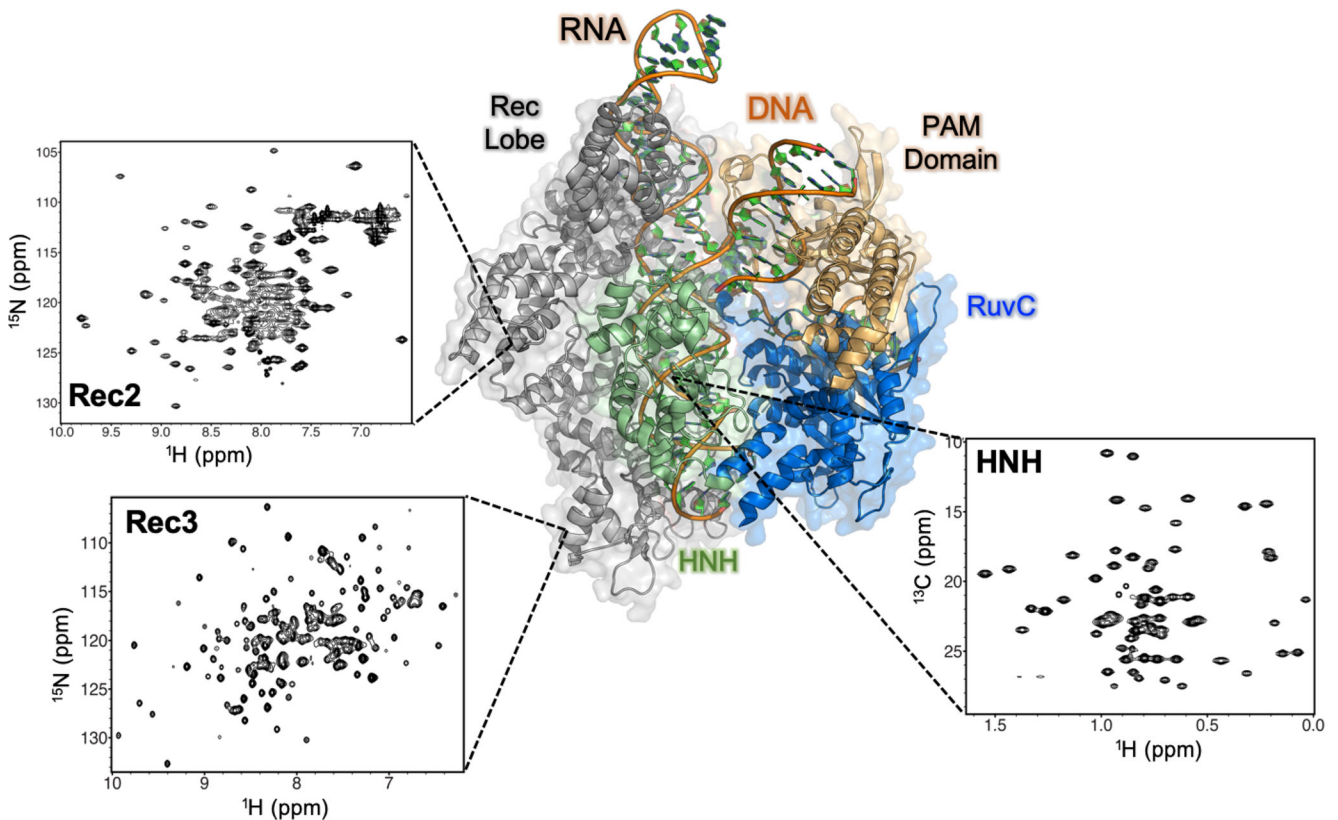 RNA
Rec
Lobe
DNA
PAM
Domain
RuvC
HNH
105
110
115
120
125
130
¹⁵N (ppm)
Rec2
10.0
9.5
9.0
8.5
8.0
7.5
7.0
¹H (ppm)
Rec3
110
115
120
125
130
¹⁵N (ppm)
10
9
8
7
¹H (ppm)
HNH
10
15
20
25
¹³C (ppm)
1.5
1.0
0.5
0.0
¹H (ppm)